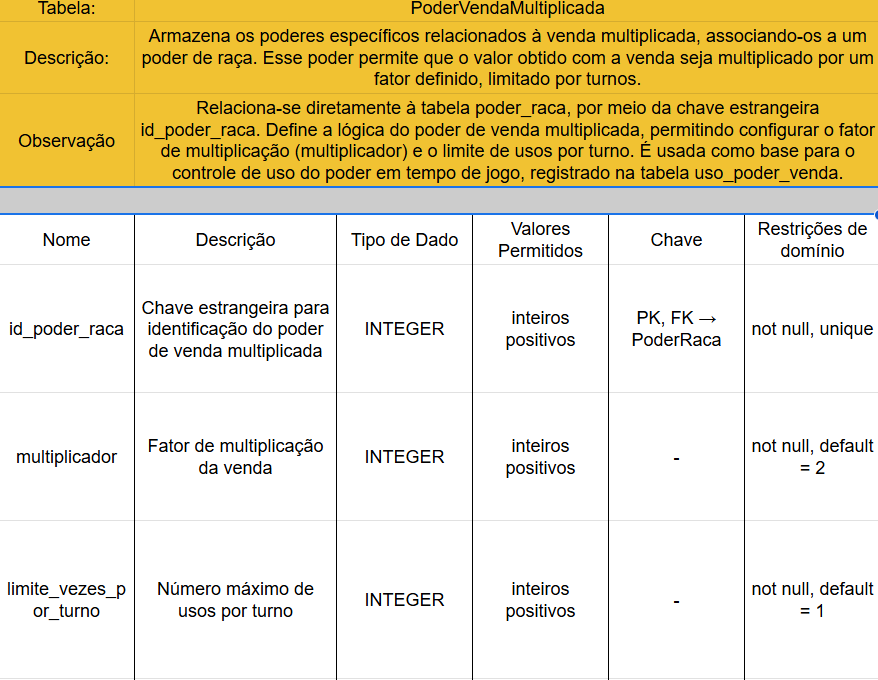 Tabela:
PoderVendaMultiplicada
Descrição:
Armazena os poderes específicos relacionados à venda multiplicada, associando-os a um
poder de raça. Esse poder permite que o valor obtido com a venda seja multiplicado por um
fator definido, limitado por turnos.
Observação
Relaciona-se diretamente à tabela poder_raca, por meio da chave estrangeira
id_poder_raca. Define a lógica do poder de venda multiplicada, permitindo configurar o fator
de multiplicação (multiplicador) e o limite de usos por turno. É usada como base para o
controle de uso do poder em tempo de jogo, registrado na tabela uso_poder_venda.
Nome
Descrição
Tipo de Dado
Valores
Permitidos
Chave
Restrições de
domínio
id_poder_raca
Chave estrangeira para
identificação do poder
de venda multiplicada
INTEGER
inteiros
positivos
PK, FK →
PoderRaca
not null, unique
multiplicador
Fator de multiplicação
da venda
INTEGER
inteiros
positivos
-
not null, default
= 2
limite_vezes_p
or_turno
Número máximo de
usos por turno
INTEGER
inteiros
positivos
-
not null, default
= 1